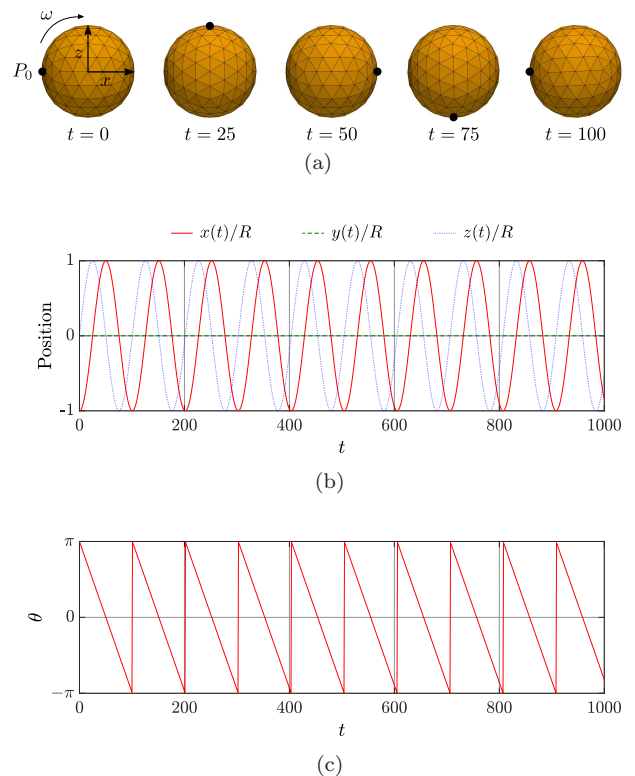 ω
P₀
z
x
t = 0 t = 25 t = 50 t = 75 t = 100
(a)
x(t)/R y(t)/R z(t)/R
Position
1
0
-1
0 200 400 600 800 1000
t
(b)
θ
π
0
−π
0 200 400 600 800 1000
t
(c)